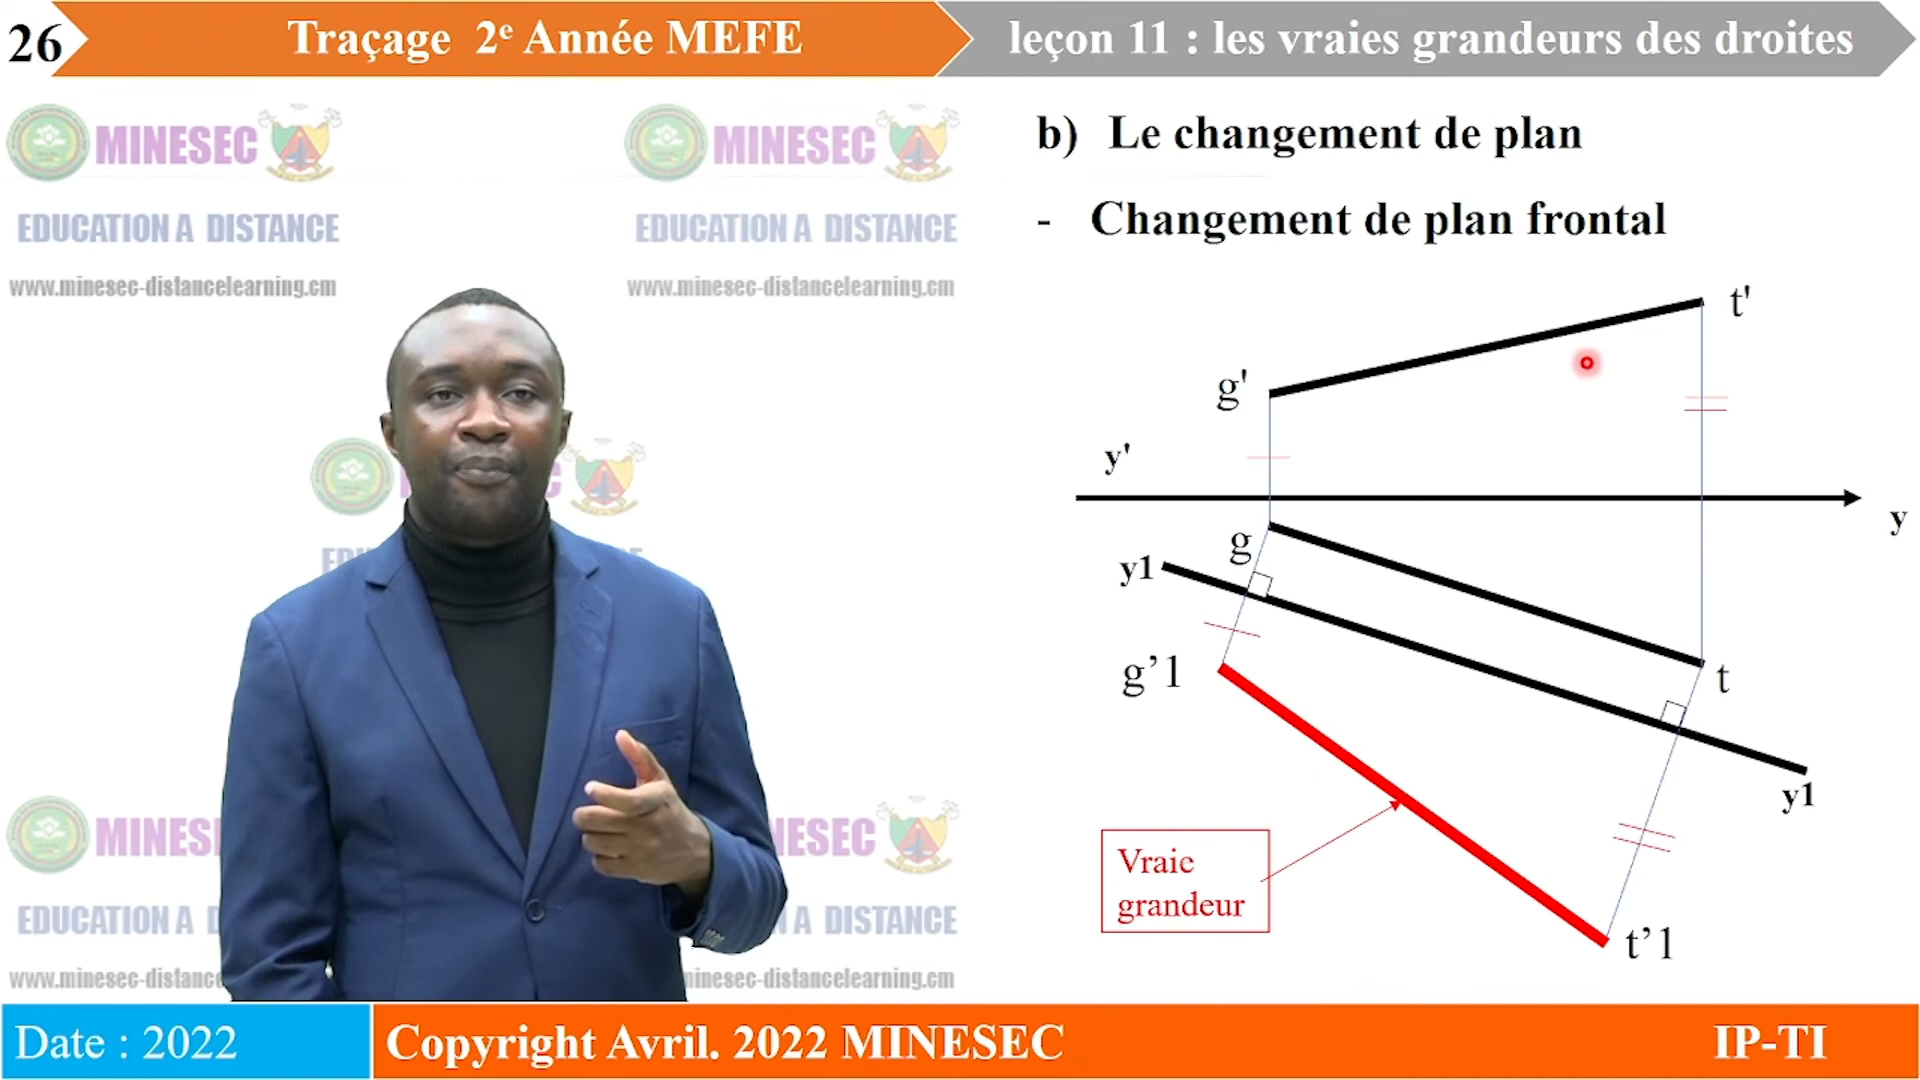 26
Traçage 2e Année MEFE
leçon 11 : les vraies grandeurs des droites
MINESEC
EDUCATION A DISTANCE
www.minesec-distancelearning.cm
MINESEC
EDUCATION A DISTANCE
www.minesec-distancelearning.cm
b) Le changement de plan
- Changement de plan frontal
t'
g'
y'
y
g
y1
g’1
t
y1
Vraie
grandeur
t’1
MINES
NESEC
EDUCATION A D
N A DISTANCE
www.minesec-distance
minesec-distancelearning.cm
Date : 2022
Copyright Avril. 2022 MINESEC
IP-TI